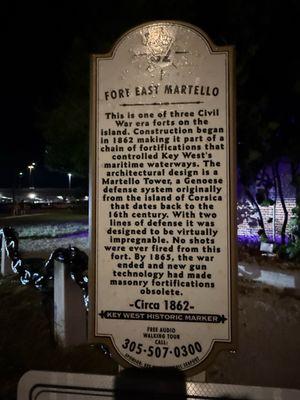 FORT EAST MARTELLO
This is one of three Civil
War era forts on the
island. Construction began
in 1862 making it part of a
chain of fortifications that
controlled Key West's
maritime waterways. The
architectural design is a
Martello Tower, a Genoese
defense system originally
from the island of Corsica
that dates back to the
16th century. With two
lines of defense it was
designed to be virtually
impregnable. No shots
were ever fired from this
fort. By 1865, the war
ended and new gun
technology had made
masonry fortifications
obsolete.
-Circa 1862-
KEY WEST HISTORIC MARKER
FREE AUDIO
WALKING TOUR
CALL
305-507-0300